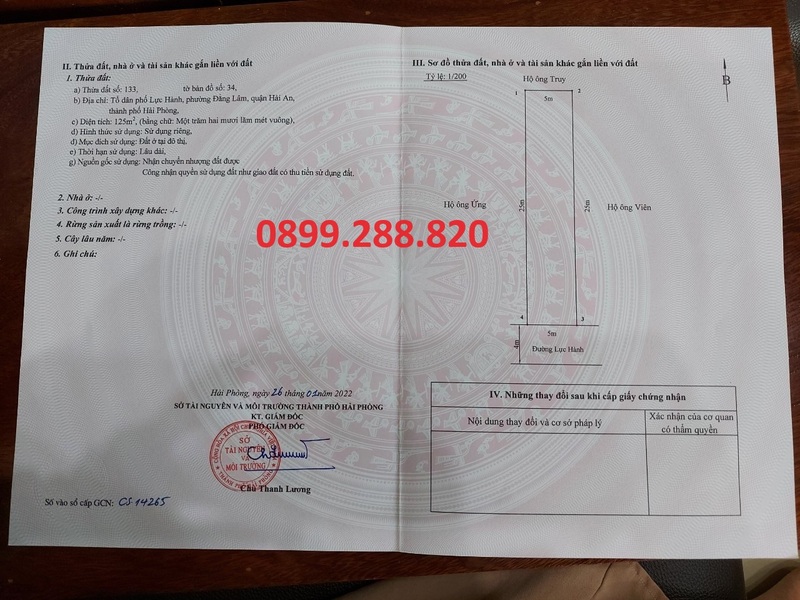 II. Thửa đất, nhà ở và tài sản khác gắn liền với đất
1. Thửa đất:
a) Thửa đất số: 133, tờ bản đồ số: 34,
b) Địa chỉ: Tổ dân phố Lực Hành, phường Đằng Lâm, quận Hải An,
thành phố Hải Phòng,
c) Diện tích: 125m², (bằng chữ: Một trăm hai mươi lăm mét vuông),
d) Hình thức sử dụng: Sử dụng riêng,
đ) Mục đích sử dụng: Đất ở tại đô thị,
e) Thời hạn sử dụng: Lâu dài,
g) Nguồn gốc sử dụng: Nhận chuyển nhượng đất được
Công nhận quyền sử dụng đất như giao đất có thu tiền sử dụng đất.
2. Nhà ở: -/-
3. Công trình xây dựng khác: -/-
4. Rừng sản xuất là rừng trồng: -/-
5. Cây lâu năm: -/-
6. Ghi chú:
0899.288.820
Hải Phòng, ngày 26 tháng 01 năm 2022
SỞ TÀI NGUYÊN VÀ MÔI TRƯỜNG THÀNH PHỐ HẢI PHÒNG
KT. GIÁM ĐỐC
PHÓ GIÁM ĐỐC
SỞ
TÀI NGUYÊN
VÀ
MÔI TRƯỜNG
Chu Thanh Lương
Số vào sổ cấp GCN: CS 14265
III. Sơ đồ thửa đất, nhà ở và tài sản khác gắn liền với đất
Tỷ lệ: 1/200
Hộ ông Truy
B
1
2
5m
Hộ ông Ứng
25m
25m
Hộ ông Viên
4
3
5m
4m
Đường Lực Hành
IV. Những thay đổi sau khi cấp giấy chứng nhận
Nội dung thay đổi và cơ sở pháp lý
Xác nhận của cơ quan
có thẩm quyền